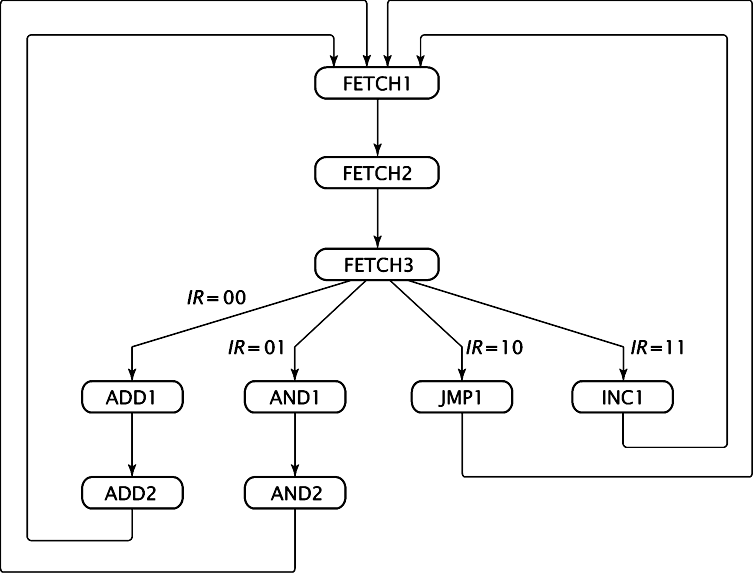 FETCH1
FETCH2
FETCH3
IR=00
IR=01
IR=10
IR=11
ADD1
AND1
JMP1
INC1
ADD2
AND2